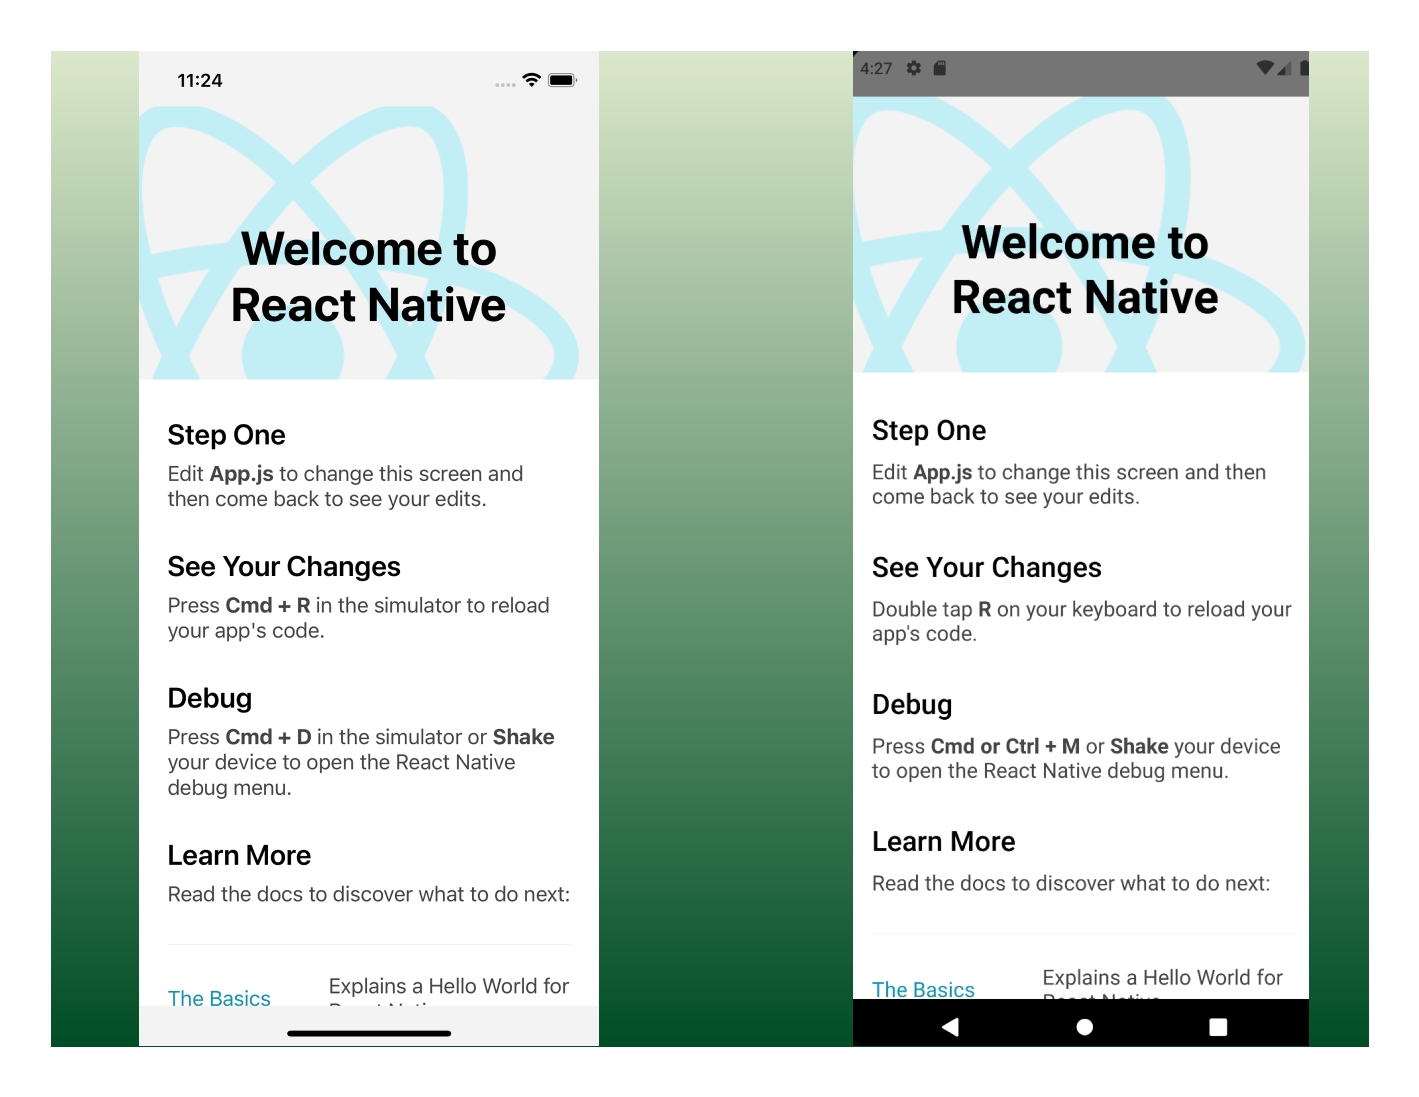 11:24
Welcome to
React Native
Step One
Edit App.js to change this screen and
then come back to see your edits.
See Your Changes
Press Cmd + R in the simulator to reload
your app's code.
Debug
Press Cmd + D in the simulator or Shake
your device to open the React Native
debug menu.
Learn More
Read the docs to discover what to do next:
The Basics
Explains a Hello World for
React Native
4:27
Welcome to
React Native
Step One
Edit App.js to change this screen and then
come back to see your edits.
See Your Changes
Double tap R on your keyboard to reload your
app's code.
Debug
Press Cmd or Ctrl + M or Shake your device
to open the React Native debug menu.
Learn More
Read the docs to discover what to do next:
The Basics
Explains a Hello World for
React Native